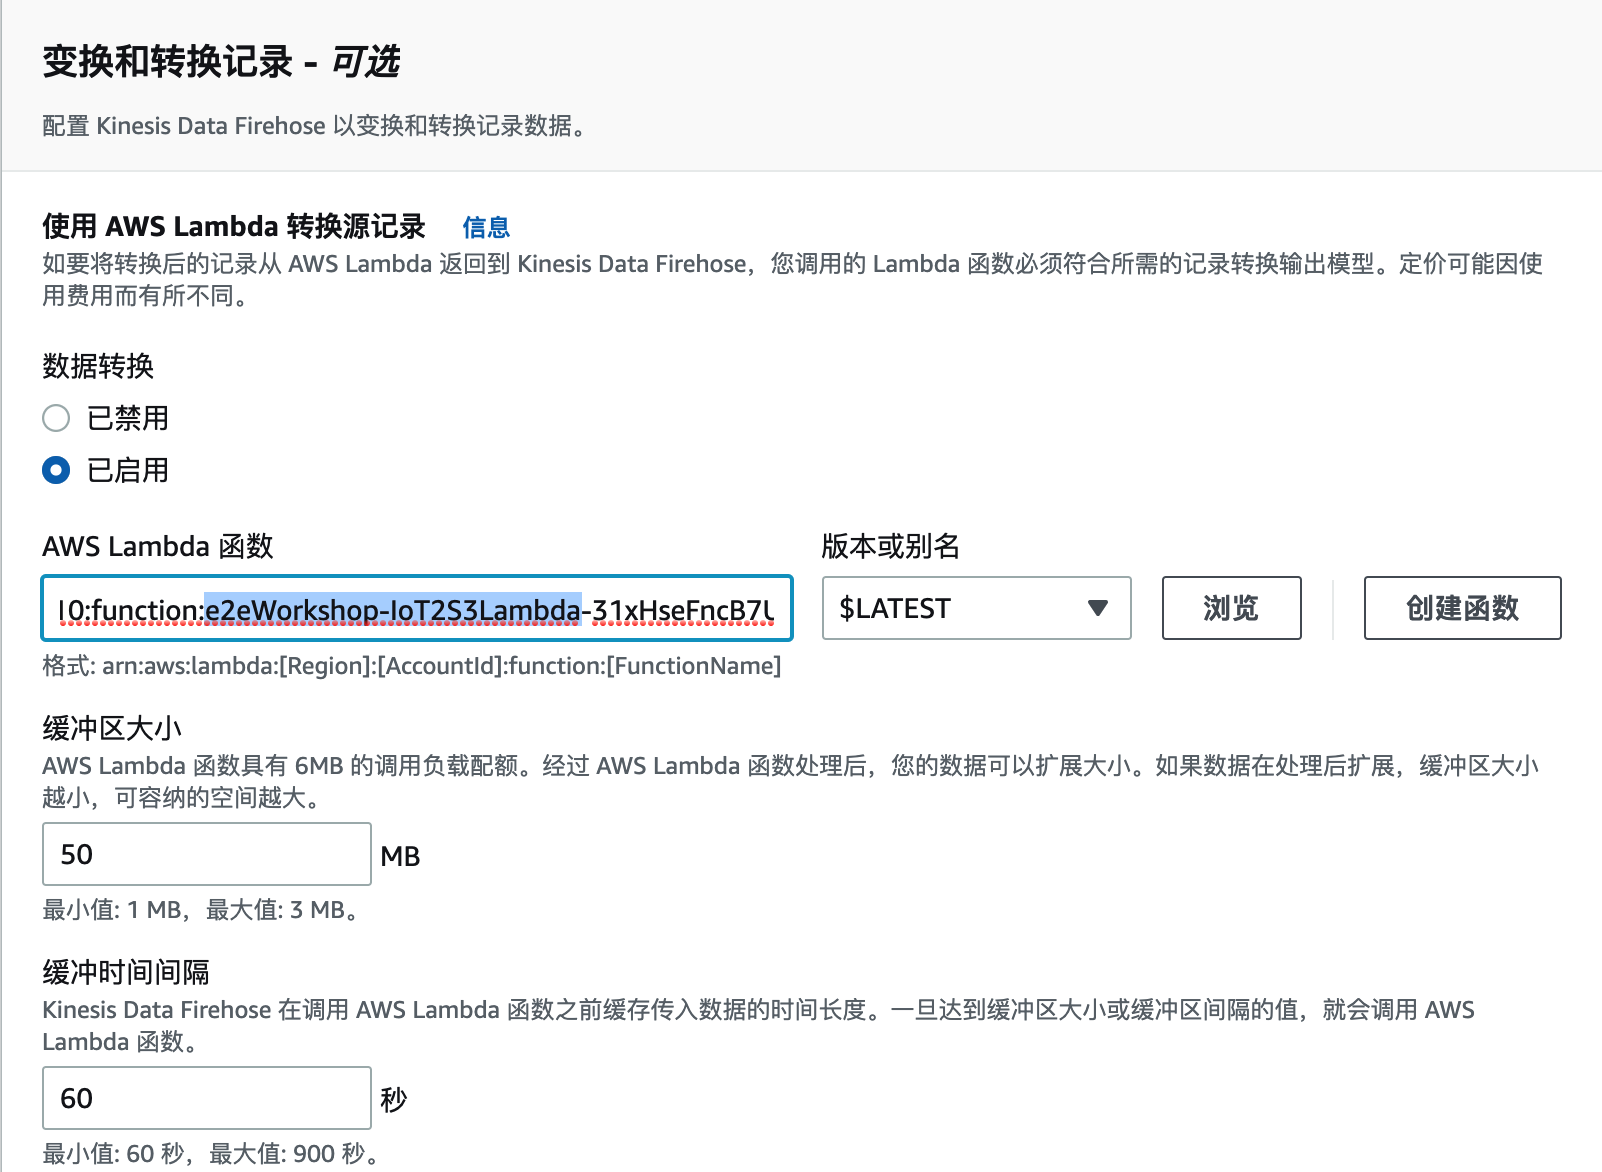 变换和转换记录 - 可选
配置 Kinesis Data Firehose 以变换和转换记录数据。
使用 AWS Lambda 转换源记录 信息
如要将转换后的记录从 AWS Lambda 返回到 Kinesis Data Firehose，您调用的 Lambda 函数必须符合所需的记录转换输出模型。定价可能因使
用费用而有所不同。
数据转换
已禁用
已启用
AWS Lambda 函数 版本或别名
0:function:e2eWorkshop-IoT2S3Lambda-31xHseFncB7U $LATEST 浏览 创建函数
格式: arn:aws:lambda:[Region]:[AccountId]:function:[FunctionName]
缓冲区大小
AWS Lambda 函数具有 6MB 的调用负载配额。经过 AWS Lambda 函数处理后，您的数据可以扩展大小。如果数据在处理后扩展，缓冲区大小
越小，可容纳的空间越大。
50 MB
最小值: 1 MB，最大值: 3 MB。
缓冲时间间隔
Kinesis Data Firehose 在调用 AWS Lambda 函数之前缓存传入数据的时间长度。一旦达到缓冲区大小或缓冲区间隔的值，就会调用 AWS
Lambda 函数。
60 秒
最小值: 60 秒，最大值: 900 秒。